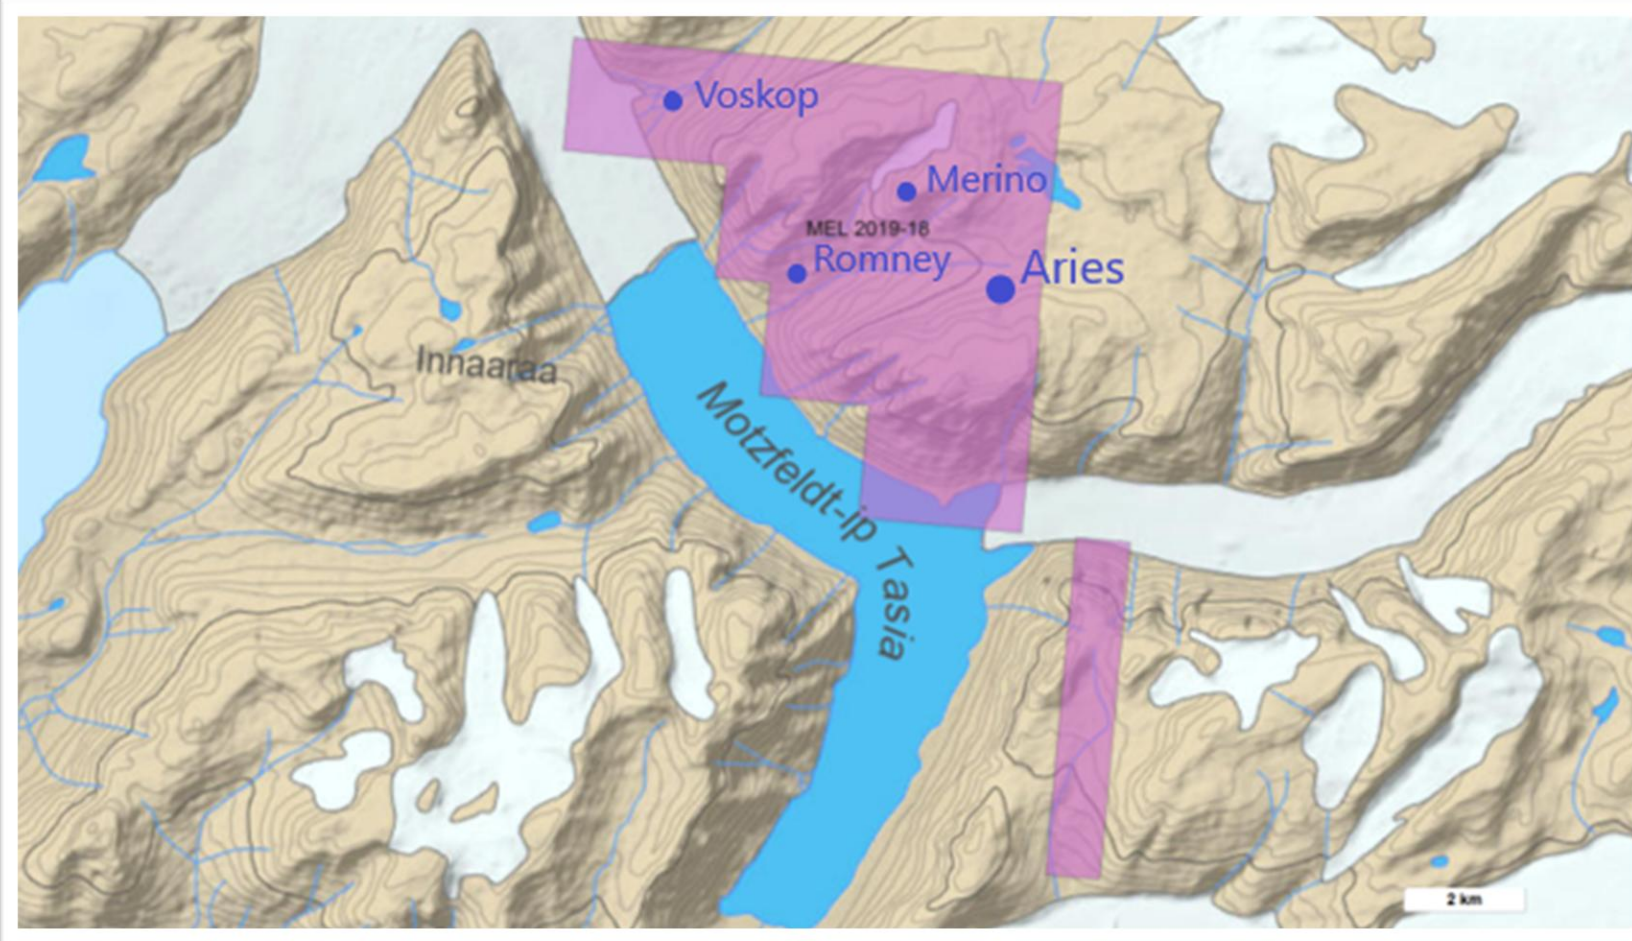 Voskop
Merino
MEL 2019-18
Romney
Aries
Innaaraa
Motzfeldt-ip Tasia
2 km